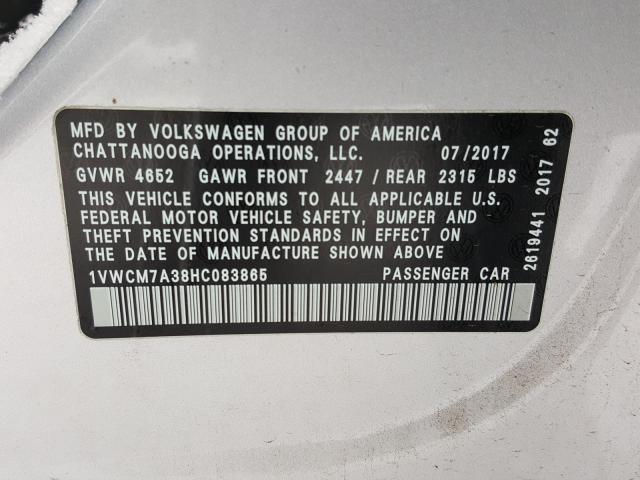 MFD BY VOLKSWAGEN GROUP OF AMERICA
CHATTANOOGA OPERATIONS, LLC. 07/2017
GVWR 4652 GAWR FRONT 2447 / REAR 2315 LBS
THIS VEHICLE CONFORMS TO ALL APPLICABLE U.S.
FEDERAL MOTOR VEHICLE SAFETY, BUMPER AND
THEFT PREVENTION STANDARDS IN EFFECT ON
THE DATE OF MANUFACTURE SHOWN ABOVE
1VWCM7A38HC083865 PASSENGER CAR
2619441 2017 62